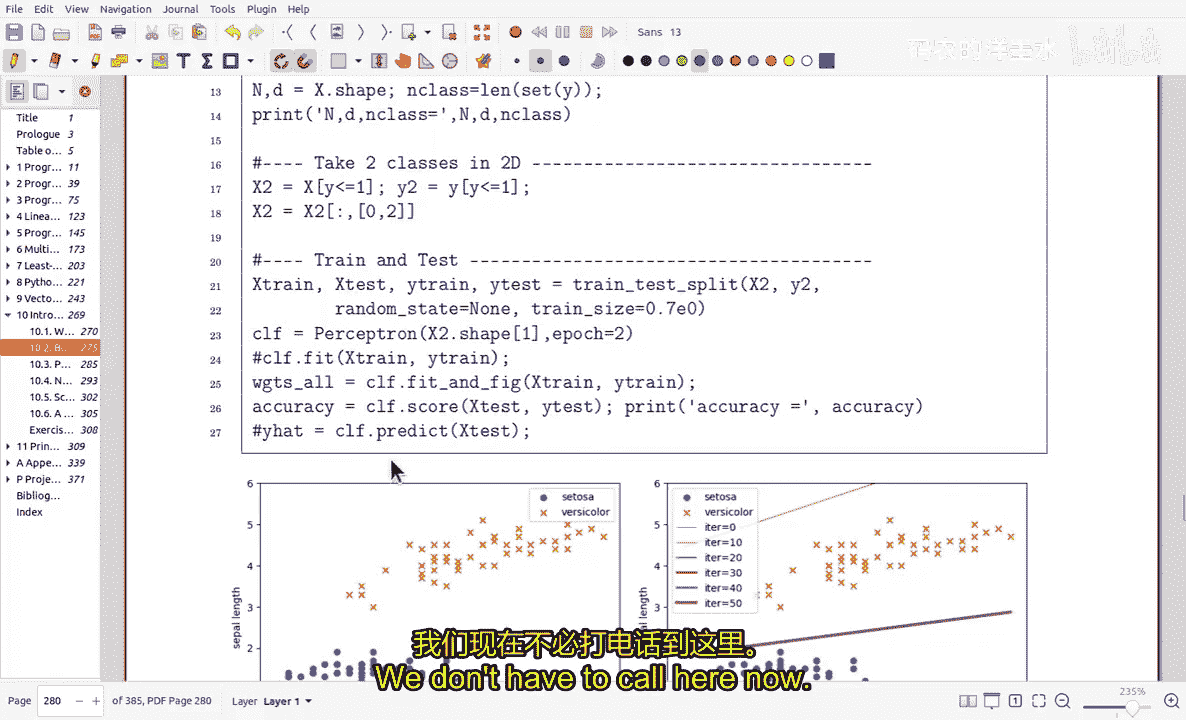 File Edit View Navigation Journal Tools Plugin Help
Sans 13
Title 1
Prologue 3
Table o... 5
1 Progr... 11
2 Progr... 39
3 Progr... 75
4 Linea... 123
5 Progr... 145
6 Multi... 173
7 Least-... 203
8 Pytho... 221
9 Vecto... 243
10 Intro... 269
10.1. W... 270
10.2. B... 275
10.3. P... 285
10.4. N... 293
10.5. Sc... 302
10.6. A ... 305
Exercis... 308
11 Prin... 309
A Appe... 339
P Proje... 371
Bibliog...
Index
13 N,d = X.shape; nclass=len(set(y));
14 print('N,d,nclass=',N,d,nclass)
15
16 #---- Take 2 classes in 2D ---------------------------------
17 X2 = X[y<=1]; y2 = y[y<=1];
18 X2 = X2[:,[0,2]]
19
20 #---- Train and Test ---------------------------------------
21 Xtrain, Xtest, ytrain, ytest = train_test_split(X2, y2,
22 random_state=None, train_size=0.7e0)
23 clf = Perceptron(X2.shape[1],epoch=2)
24 #clf.fit(Xtrain, ytrain);
25 wgts_all = clf.fit_and_fig(Xtrain, ytrain);
26 accuracy = clf.score(Xtest, ytest); print('accuracy =', accuracy)
27 #yhat = clf.predict(Xtest);
6
5
4
3
2
sepal length
setosa
versicolor
6
5
4
3
2
sepal length
setosa
versicolor
iter=0
iter=10
iter=20
iter=30
iter=40
iter=50
我们现在不必打电话到这里。
We don't have to call here now.
Page 280 of 385, PDF Page 280 Layer Layer 1
235%